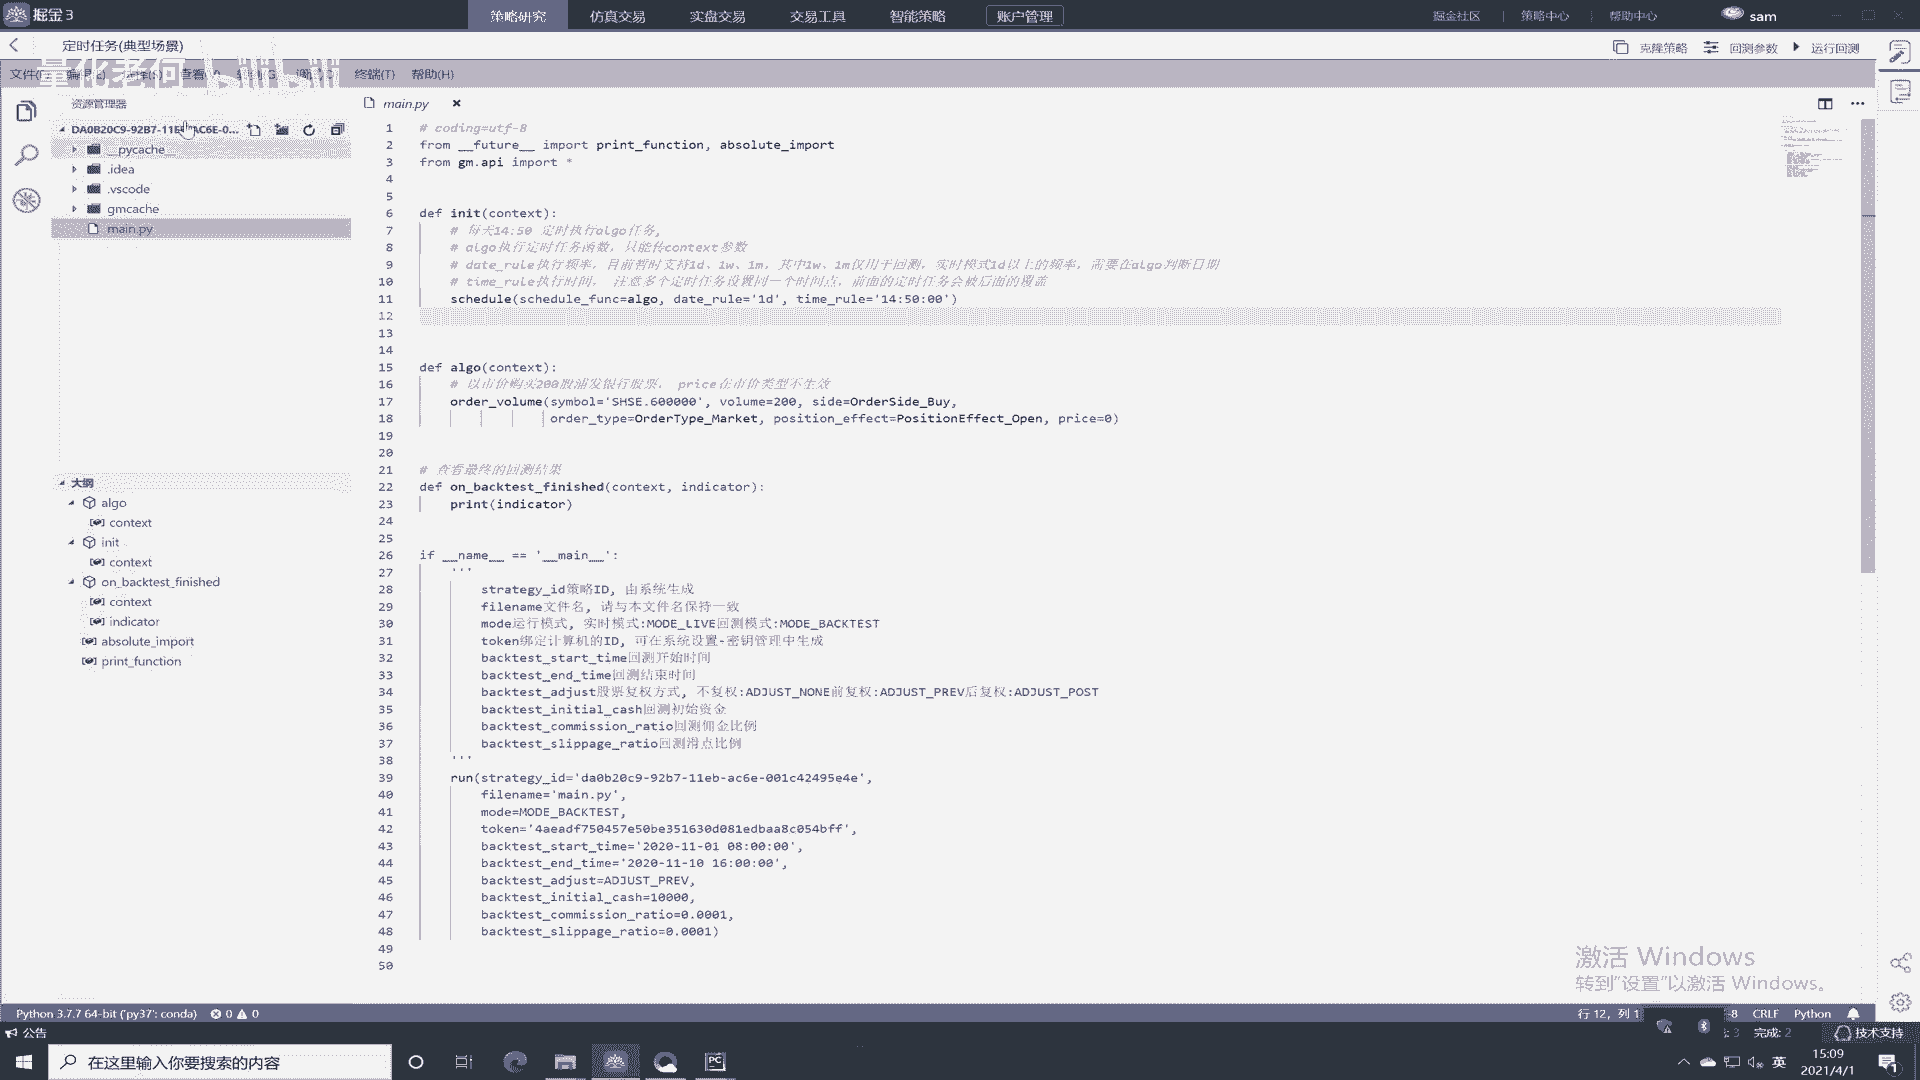 掘金3
策略研究 仿真交易 实盘交易 交易工具 智能策略 账户管理
掘金社区 策略中心 帮助中心 sam
定时任务(典型场景)
克隆策略 回测参数 运行回测
量化老何 bilibili
终端(T) 帮助(H)
资源管理器
main.py
DA0B20C9-92B7-11E AC6E-0...
__pycache__
.idea
.vscode
gmcache
main.py
大纲
algo
context
init
context
on_backtest_finished
context
indicator
absolute_import
print_function
1 # coding=utf-8
2 from __future__ import print_function, absolute_import
3 from gm.api import *
4
5
6 def init(context):
7 # 每天14:50 定时执行algo任务,
8 # algo执行定时任务函数, 只能传context参数
9 # date_rule执行频率, 目前暂时支持1d、1w、1m, 其中1w、1m仅用于回测, 实时模式1d以上的频率, 需要在algo判断日期
10 # time_rule执行时间, 注意多个定时任务设置同一个时间点, 前面的定时任务会被后面的覆盖
11 schedule(schedule_func=algo, date_rule='1d', time_rule='14:50:00')
12
13
14
15 def algo(context):
16 # 以市价购买200股浦发银行股票, price在市价类型不生效
17 order_volume(symbol='SHSE.600000', volume=200, side=OrderSide_Buy,
18 order_type=OrderType_Market, position_effect=PositionEffect_Open, price=0)
19
20
21 # 查看最终的回测结果
22 def on_backtest_finished(context, indicator):
23 print(indicator)
24
25
26 if __name__ == '__main__':
27 '''
28 strategy_id策略ID, 由系统生成
29 filename文件名, 请与本文件名保持一致
30 mode运行模式, 实时模式:MODE_LIVE回测模式:MODE_BACKTEST
31 token绑定计算机的ID, 可在系统设置-密钥管理中生成
32 backtest_start_time回测开始时间
33 backtest_end_time回测结束时间
34 backtest_adjust股票复权方式, 不复权:ADJUST_NONE前复权:ADJUST_PREV后复权:ADJUST_POST
35 backtest_initial_cash回测初始资金
36 backtest_commission_ratio回测佣金比例
37 backtest_slippage_ratio回测滑点比例
38 '''
39 run(strategy_id='da0b20c9-92b7-11eb-ac6e-001c42495e4e',
40 filename='main.py',
41 mode=MODE_BACKTEST,
42 token='4aeadf750457e50be351630d081edbaa8c054bff',
43 backtest_start_time='2020-11-01 08:00:00',
44 backtest_end_time='2020-11-10 16:00:00',
45 backtest_adjust=ADJUST_PREV,
46 backtest_initial_cash=10000,
47 backtest_commission_ratio=0.0001,
48 backtest_slippage_ratio=0.0001)
49
50
激活 Windows
转到"设置"以激活 Windows。
Python 3.7.7 64-bit ('py37': conda) 0 0
行 12, 列 1 -8 CRLF Python
公告
完成: 2 技术支持
在这里输入你要搜索的内容
英
15:09
2021/4/1